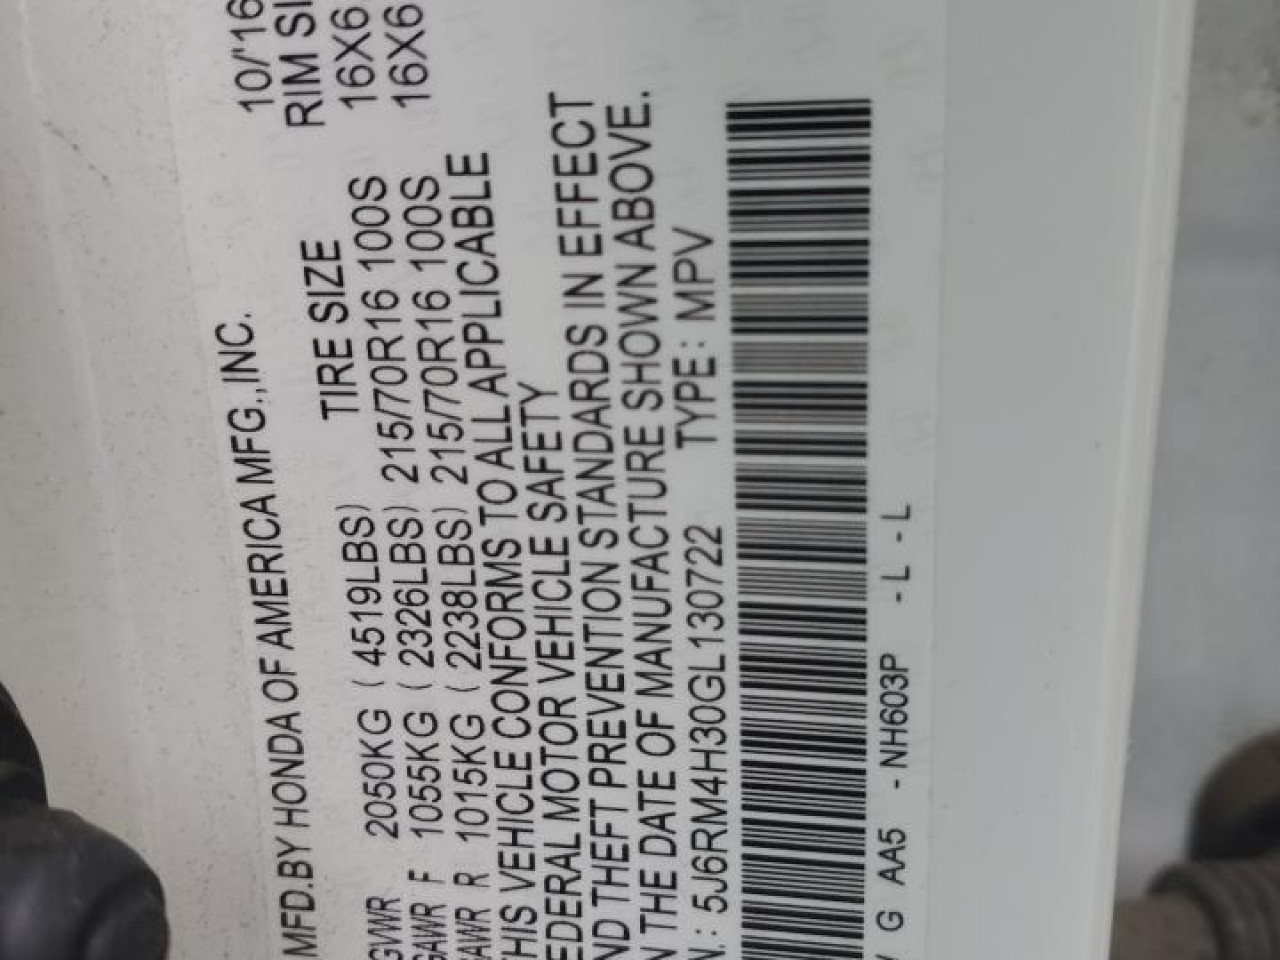 MFD.BY HONDA OF AMERICA MFG.,INC. 10/'16
TIRE SIZE RIM SI
GVWR 2050KG ( 4519LBS)
GAWR F 1055KG ( 2326LBS) 215/70R16 100S 16X6
GAWR R 1015KG ( 2238LBS) 215/70R16 100S 16X6
THIS VEHICLE CONFORMS TO ALL APPLICABLE
FEDERAL MOTOR VEHICLE SAFETY
ND THEFT PREVENTION STANDARDS IN EFFECT
N THE DATE OF MANUFACTURE SHOWN ABOVE.
N.: 5J6RM4H30GL130722 TYPE: MPV
G AA5 - NH603P - L - L